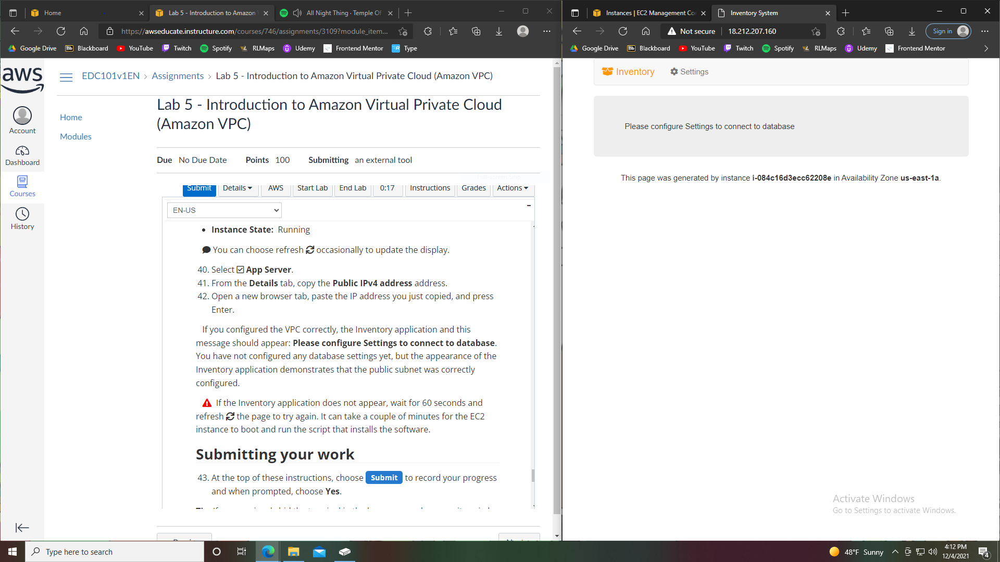 Home
Lab 5 - Introduction to Amazon
All Night Thing · Temple Of
https://awseducate.instructure.com/courses/746/assignments/3109?module_item...
Google Drive
Blackboard
YouTube
Twitch
Spotify
RLMaps
Udemy
Frontend Mentor
Type
aws
Account
Dashboard
Courses
History
EDC101v1EN > Assignments > Lab 5 - Introduction to Amazon Virtual Private Cloud (Amazon VPC)
Home
Modules
Lab 5 - Introduction to Amazon Virtual Private Cloud
(Amazon VPC)
Due No Due Date Points 100 Submitting an external tool
Submit Details AWS Start Lab End Lab 0:17 Instructions Grades Actions
EN-US
• Instance State: Running
You can choose refresh occasionally to update the display.
40. Select App Server.
41. From the Details tab, copy the Public IPv4 address address.
42. Open a new browser tab, paste the IP address you just copied, and press
Enter.
If you configured the VPC correctly, the Inventory application and this
message should appear: Please configure Settings to connect to database.
You have not configured any database settings yet, but the appearance of the
Inventory application demonstrates that the public subnet was correctly
configured.
If the Inventory application does not appear, wait for 60 seconds and
refresh the page to try again. It can take a couple of minutes for the EC2
instance to boot and run the script that installs the software.
Submitting your work
43. At the top of these instructions, choose Submit to record your progress
and when prompted, choose Yes.
Instances | EC2 Management Co
Inventory System
Not secure 18.212.207.160
Sign in
Google Drive
Bb Blackboard
YouTube
Twitch
Spotify
RLMaps
Udemy
Frontend Mentor
Inventory Settings
Please configure Settings to connect to database
This page was generated by instance i-084c16d3ecc62208e in Availability Zone us-east-1a.
Activate Windows
Go to Settings to activate Windows.
Type here to search
48°F Sunny
4:12 PM
12/4/2021
4